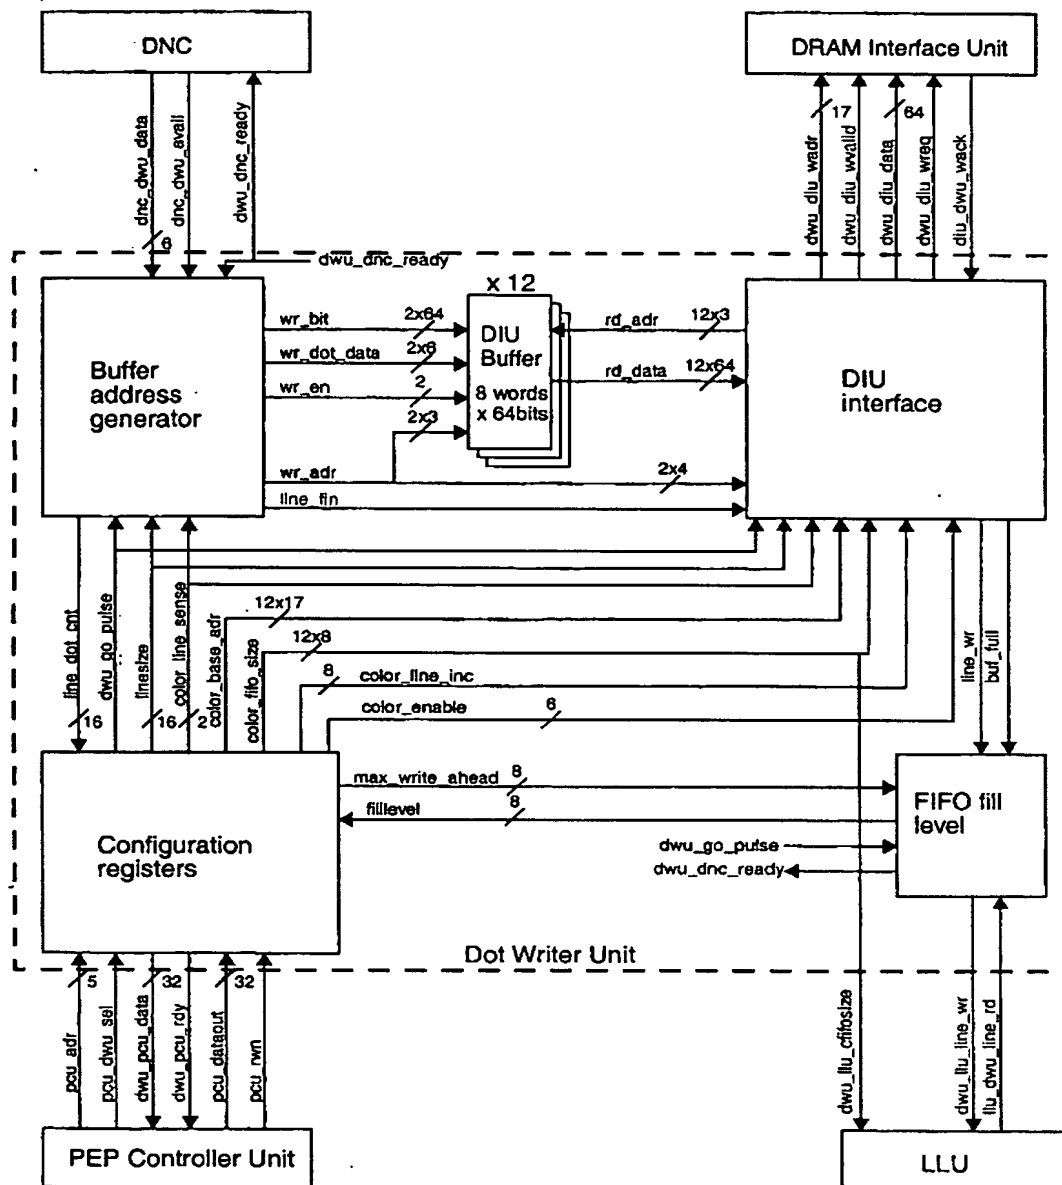 DNC
DRAM Interface Unit
dnc_dwu_data
dnc_dwu_avail
dwu_dnc_ready
6
dwu_diu_wadr
17
dwu_diu_wvalid
dwu_diu_data
64
dwu_diu_wreq
diu_dwu_wack
dwu_dnc_ready
x 12
Buffer
address
generator
wr_bit
2x64
wr_dot_data
2x6
wr_en
2
2x3
wr_adr
2x4
line_fin
DIU
Buffer
8 words
x 64bits
rd_adr
12x3
rd_data
12x64
DIU
interface
line_dot_cnt
16
dwu_go_pulse
linesize
16
color_line_sense
2
color_base_adr
12x17
color_fifo_size
12x8
8
color_line_inc
color_enable
6
line_wr
buf_full
Configuration
registers
max_write_ahead
8
filllevel
8
dwu_go_pulse
dwu_dnc_ready
FIFO fill
level
Dot Writer Unit
pcu_adr
5
pcu_dwu_sel
dwu_pcu_data
32
dwu_pcu_rdy
pcu_dataout
32
pcu_rwn
dwu_llu_cfifosize
dwu_llu_line_wr
llu_dwu_line_rd
PEP Controller Unit
LLU